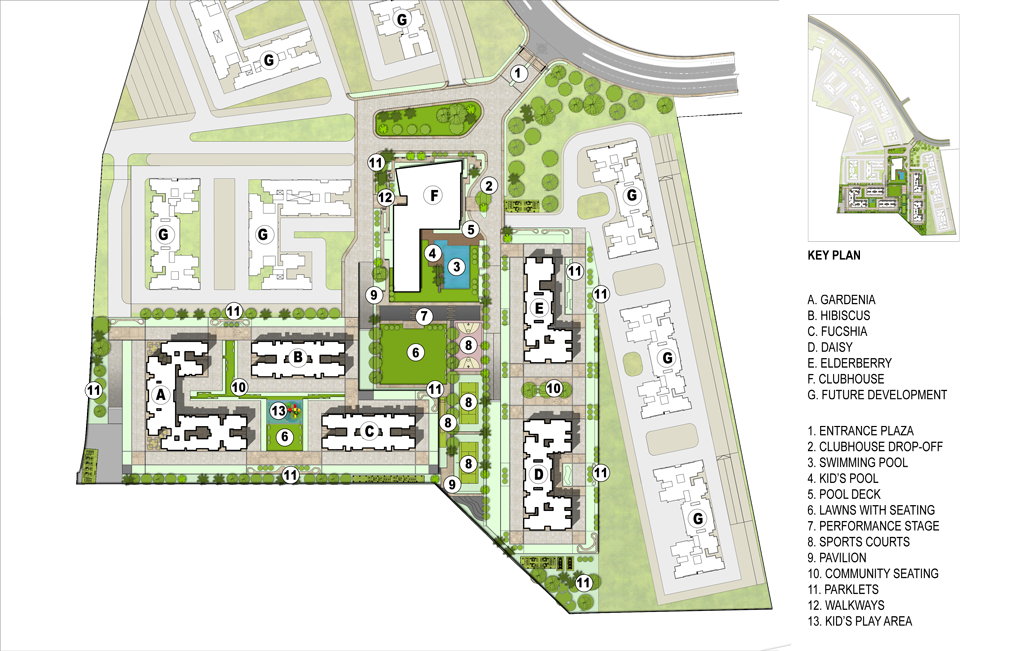 G
G
1
11
F
2
12
G
G
G
5
4
3
11
9
E
11
11
7
8
6
B
G
10
11
10
11
A
8
13
C
8
6
8
D
11
11
9
G
11
KEY PLAN
A. GARDENIA
B. HIBISCUS
C. FUCSHIA
D. DAISY
E. ELDERBERRY
F. CLUBHOUSE
G. FUTURE DEVELOPMENT
1. ENTRANCE PLAZA
2. CLUBHOUSE DROP-OFF
3. SWIMMING POOL
4. KID'S POOL
5. POOL DECK
6. LAWNS WITH SEATING
7. PERFORMANCE STAGE
8. SPORTS COURTS
9. PAVILION
10. COMMUNITY SEATING
11. PARKLETS
12. WALKWAYS
13. KID'S PLAY AREA